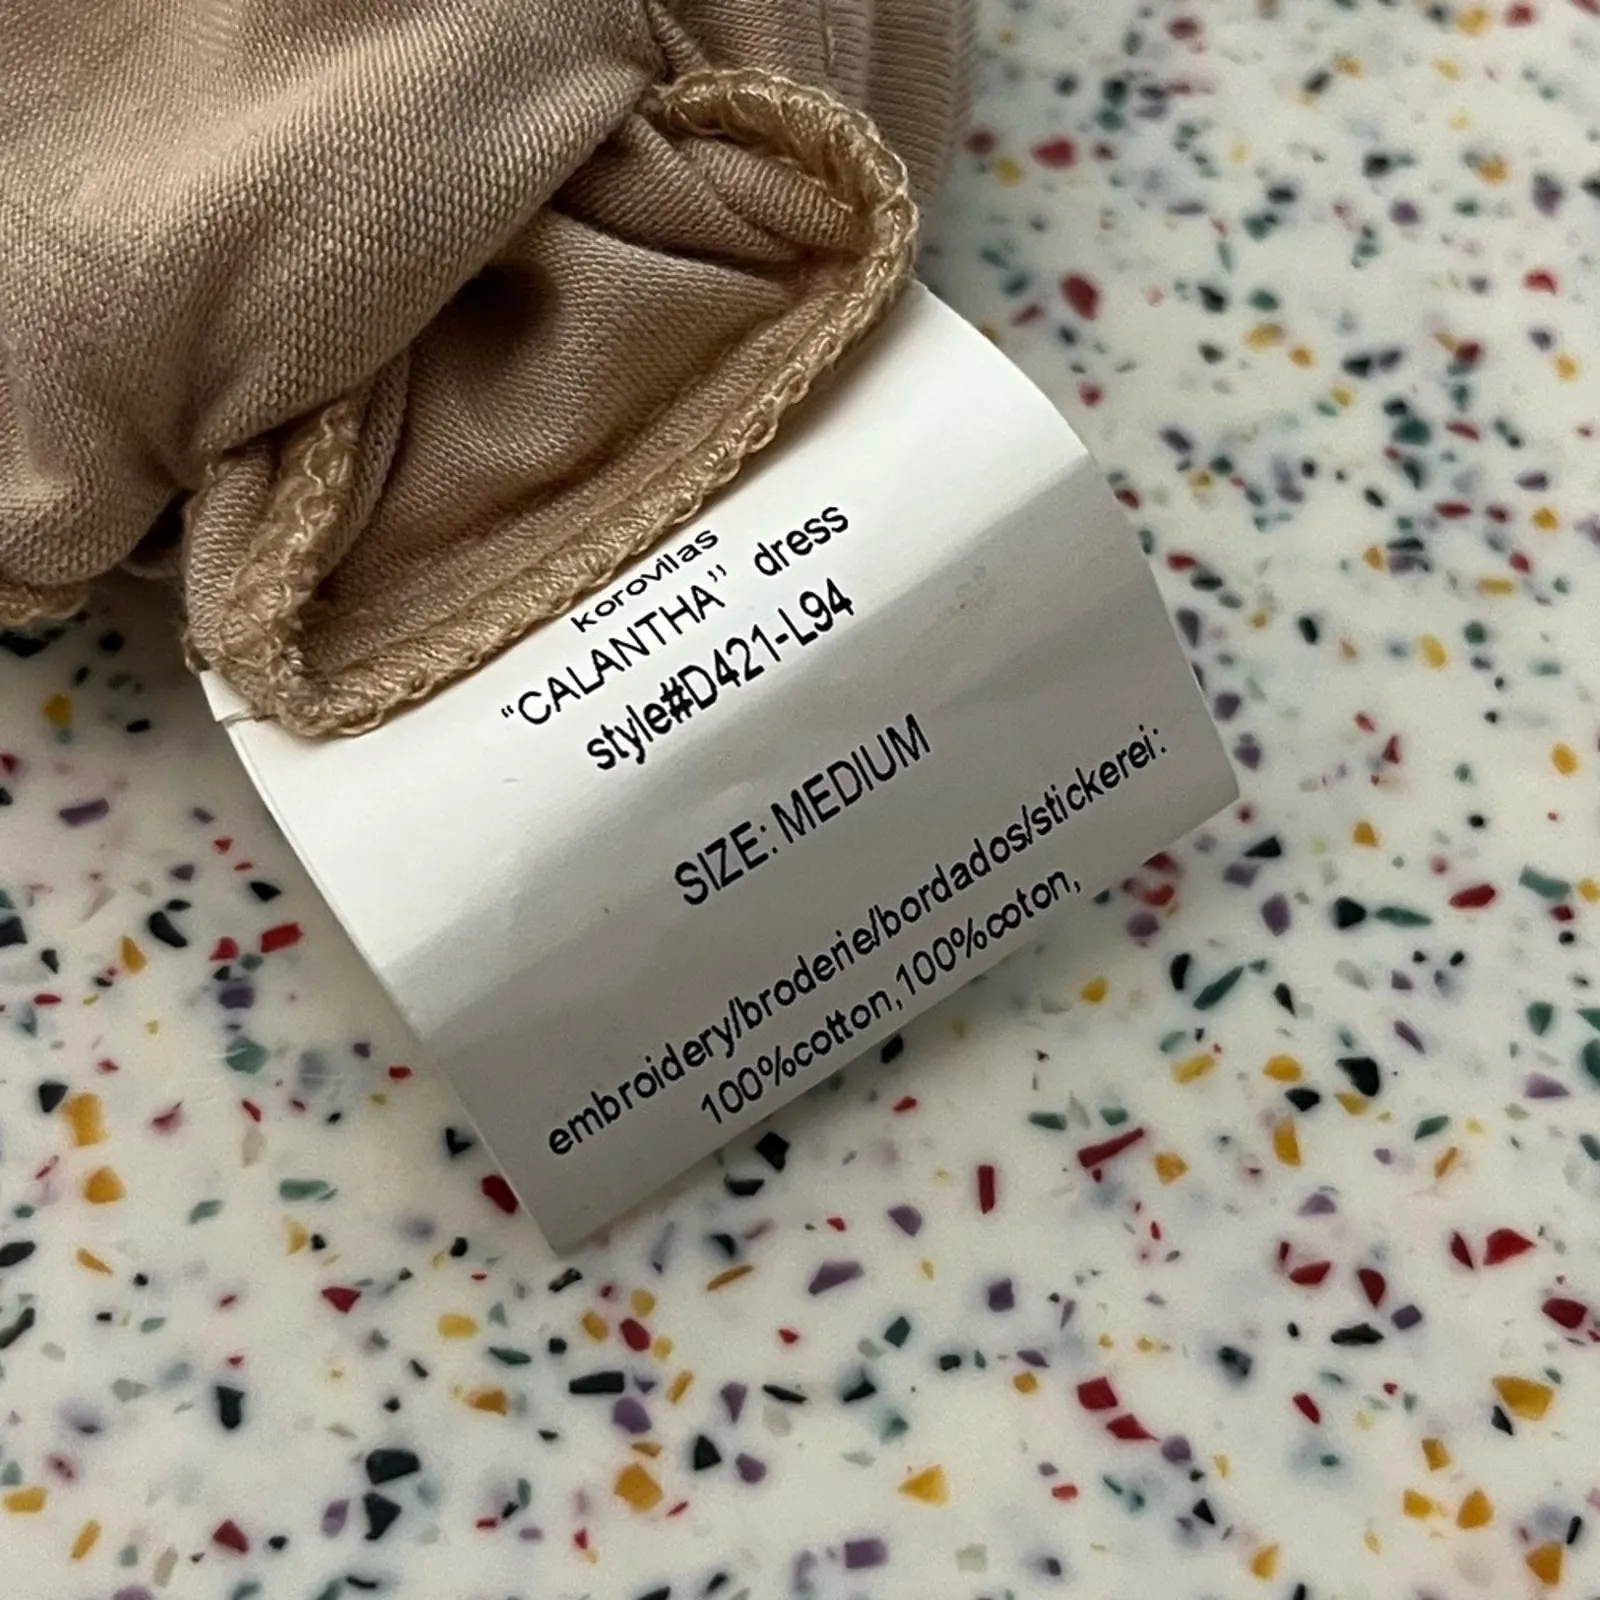 korovilas
“CALANTHA” dress
style#D421-L94
SIZE: MEDIUM
embroidery/broderie/bordados/stickerei:
100%cotton,100%coton,